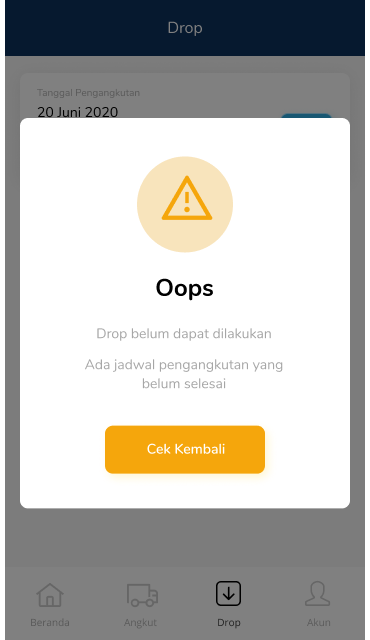 Drop
Tanggal Pengangkutan
20 Juni 2020
Oops
Drop belum dapat dilakukan
Ada jadwal pengangkutan yang
belum selesai
Cek Kembali
Beranda
Angkut
Drop
Akun